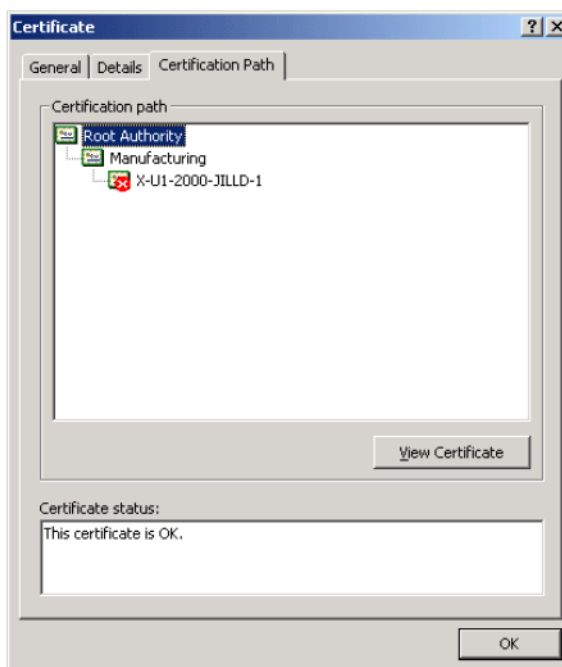 Certificate
General
Details
Certification Path
Certification path
Root Authority
Manufacturing
X-U1-2000-JILLD-1
View Certificate
Certificate status:
This certificate is OK.
OK